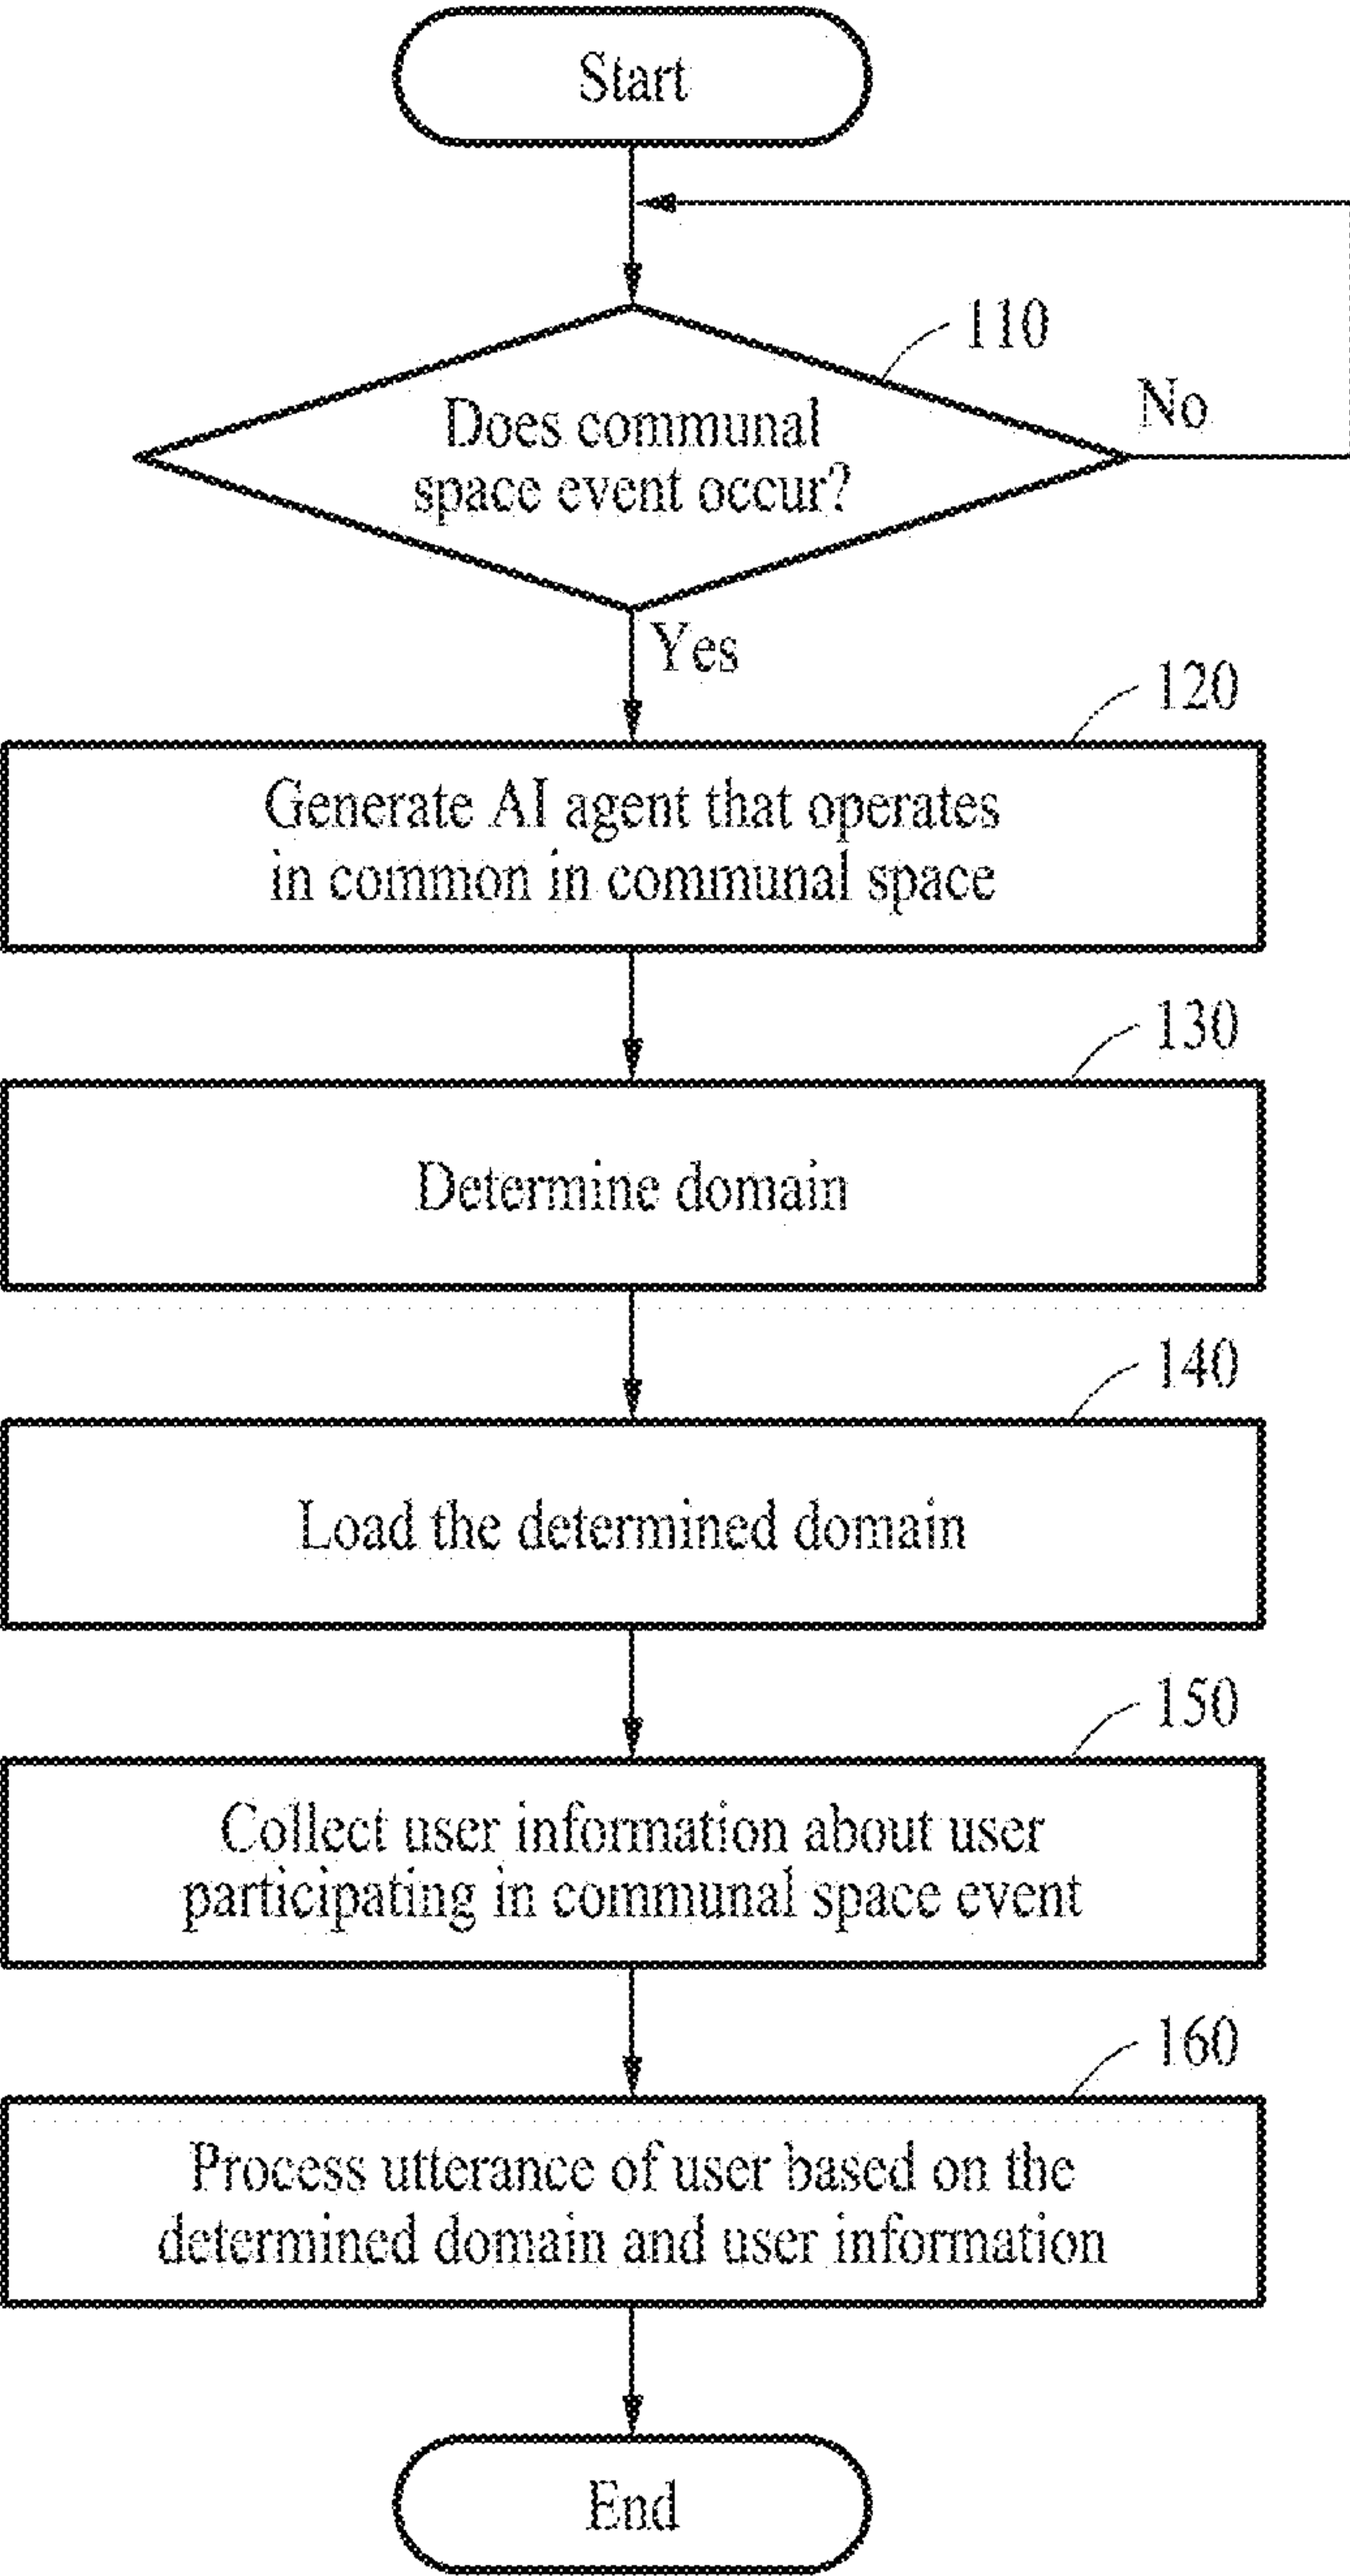 Start
110
No
Does communal
space event occur?
Yes
120
Generate AI agent that operates
in common in communal space
130
Determine domain
140
Load the determined domain
150
Collect user information about user
participating in communal space event
160
Process utterance of user based on the
determined domain and user information
End